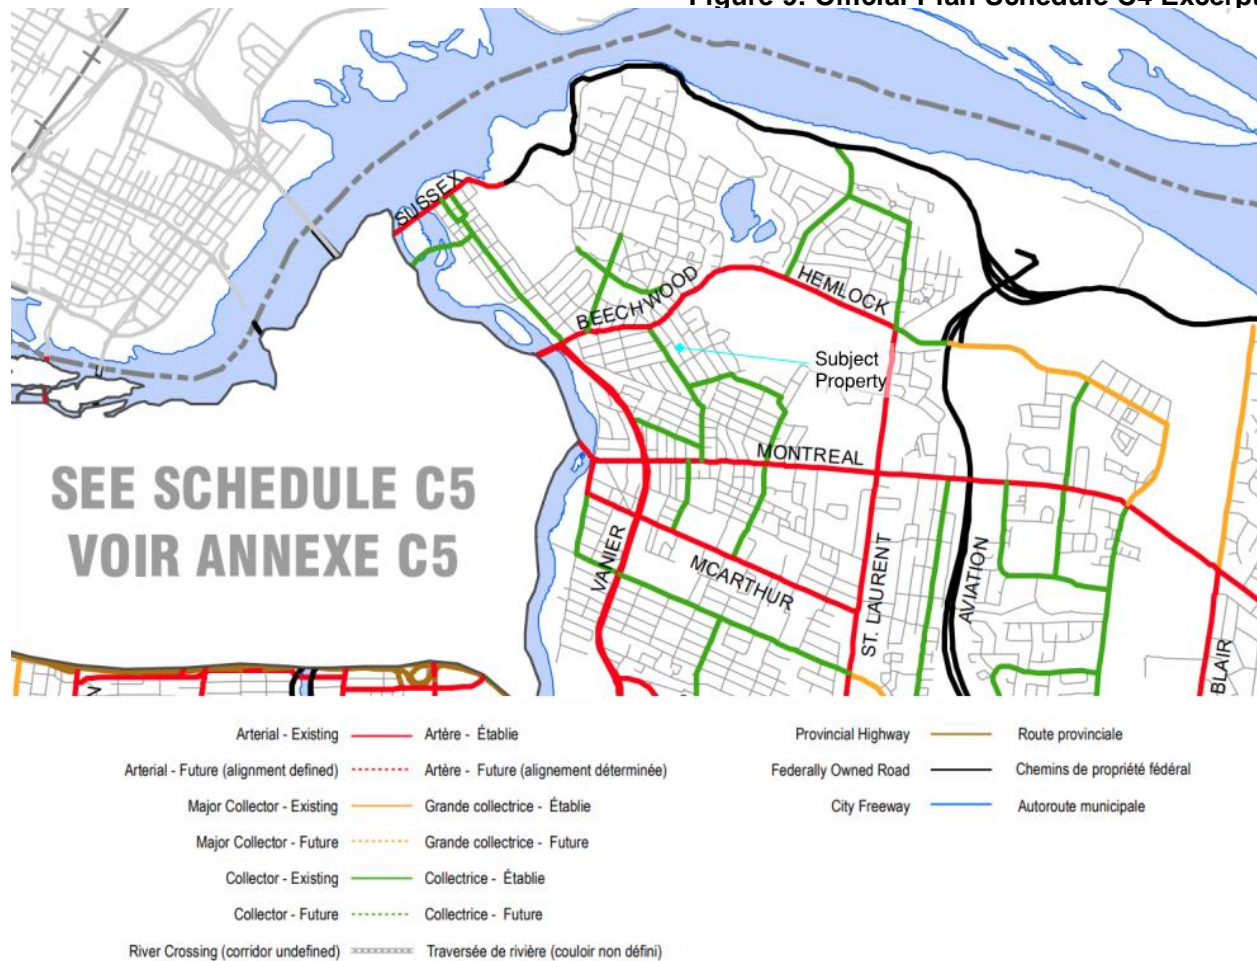 Figure 5: Official Plan Schedule C4 Excerpt
SUSSEX
BEECHWOOD
HEMLOCK
Subject
Property
MONTREAL
SEE SCHEDULE C5
VOIR ANNEXE C5
VANIER
MCARTHUR
ST. LAURENT
AVIATION
BLAIR
N
Arterial - Existing Artère - Établie
Arterial - Future (alignment defined) Artère - Future (alignement déterminée)
Major Collector - Existing Grande collectrice - Établie
Major Collector - Future Grande collectrice - Future
Collector - Existing Collectrice - Établie
Collector - Future Collectrice - Future
River Crossing (corridor undefined) Traversée de rivière (couloir non défini)
Provincial Highway Route provinciale
Federally Owned Road Chemins de propriété fédéral
City Freeway Autoroute municipale